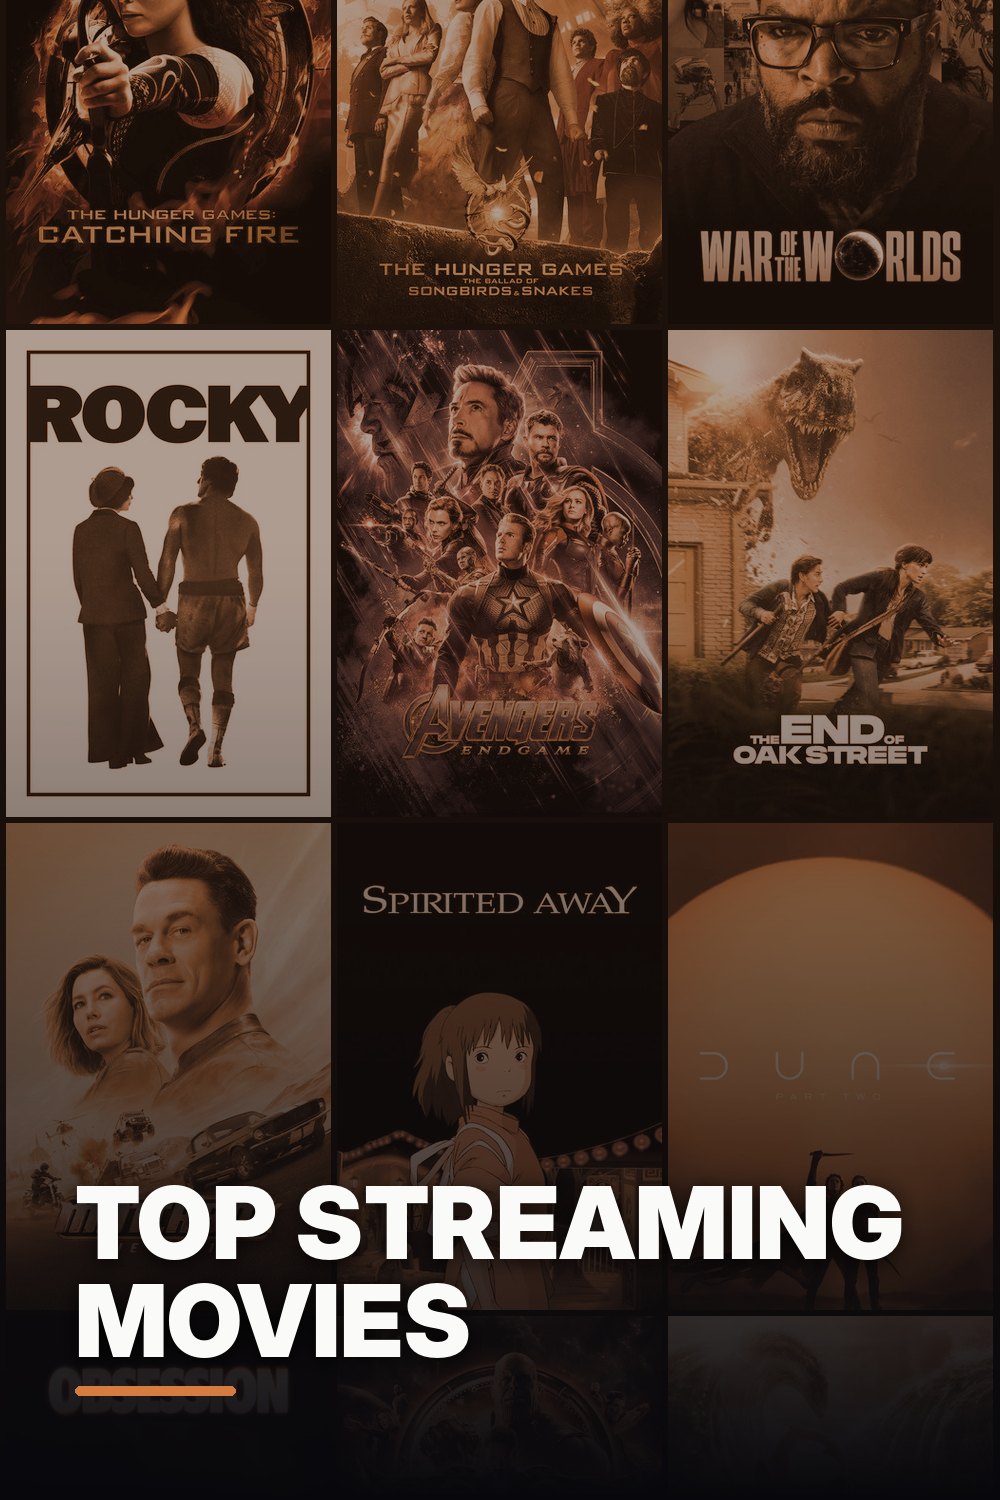 THE HUNGER GAMES:
CATCHING FIRE
THE HUNGER GAMES
THE BALLAD OF
SONGBIRDS & SNAKES
WAR OF THE WORLDS
ROCKY
AVENGERS
ENDGAME
THE END OF
OAK STREET
SPIRITED AWAY
DUNE
PART TWO
TOP STREAMING
MOVIES
OBSESSION